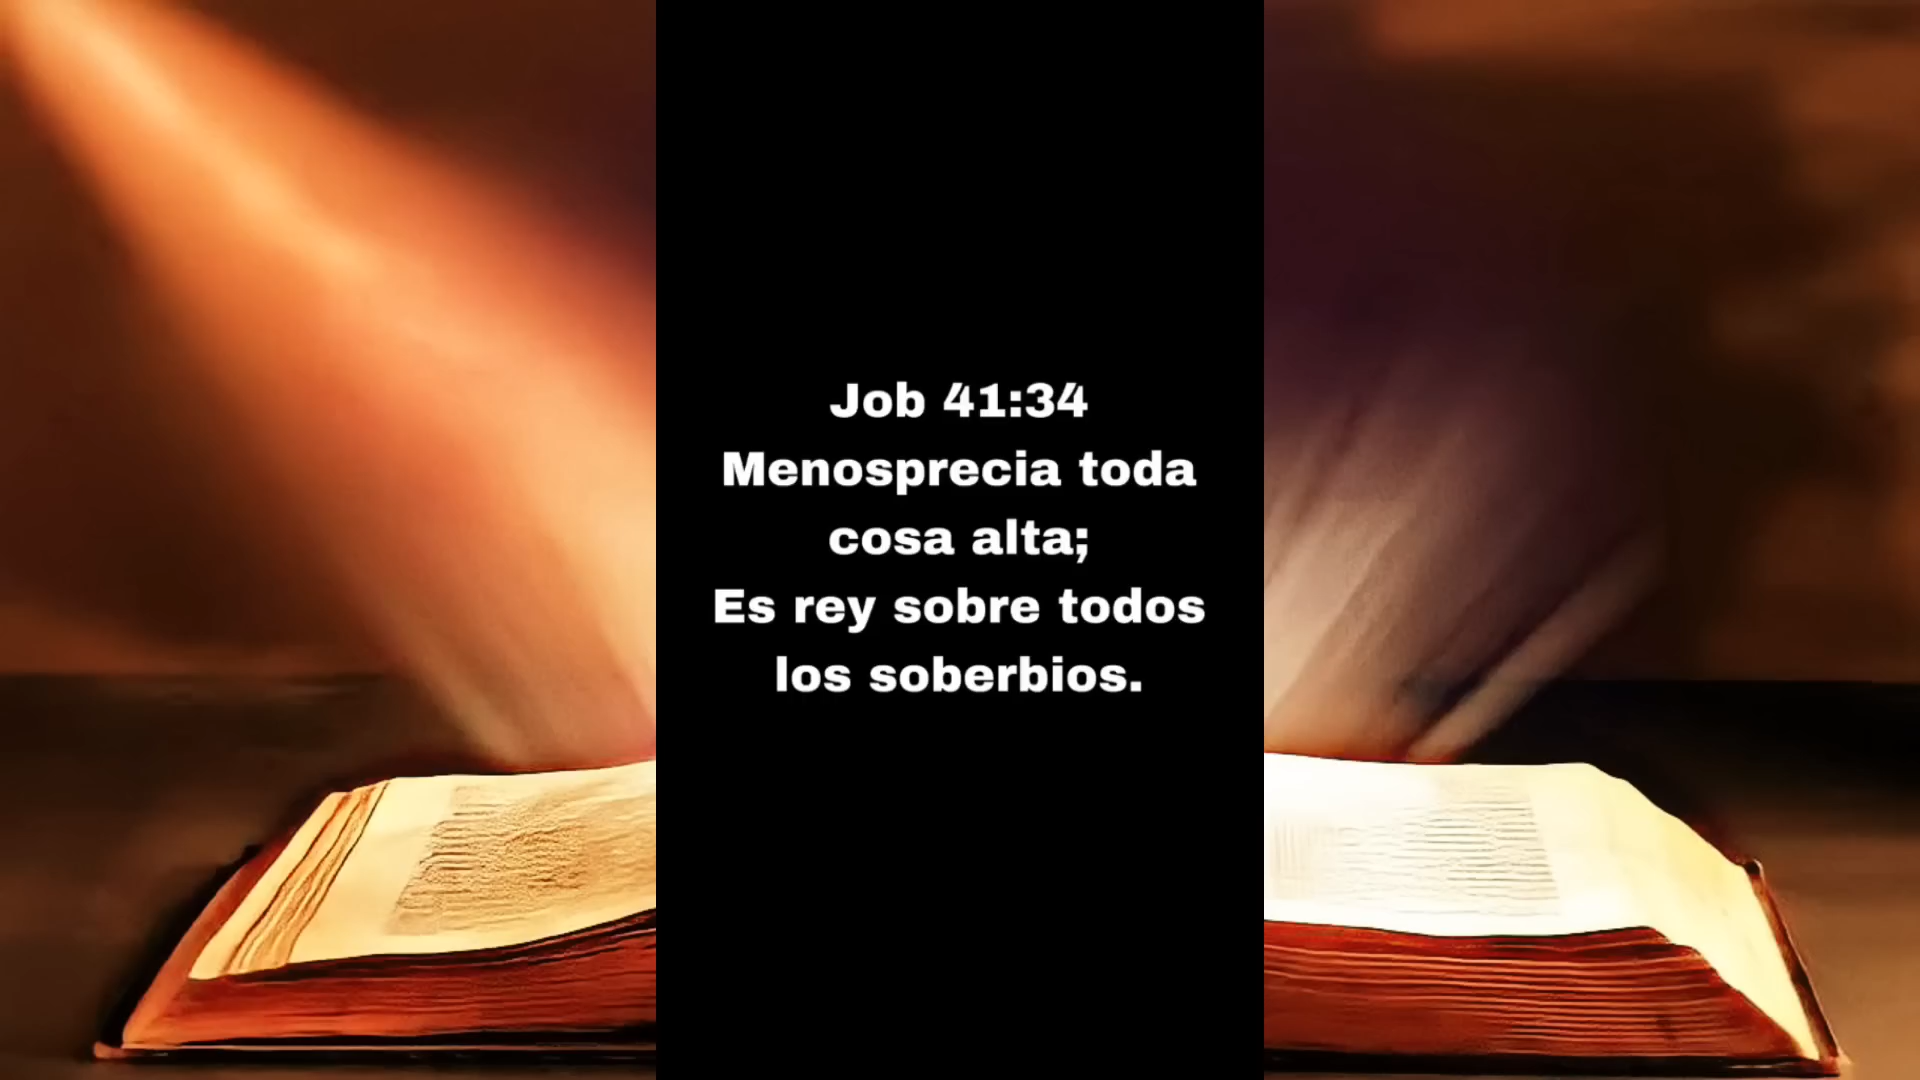 Job 41:34
Menosprecia toda
cosa alta;
Es rey sobre todos
los soberbios.